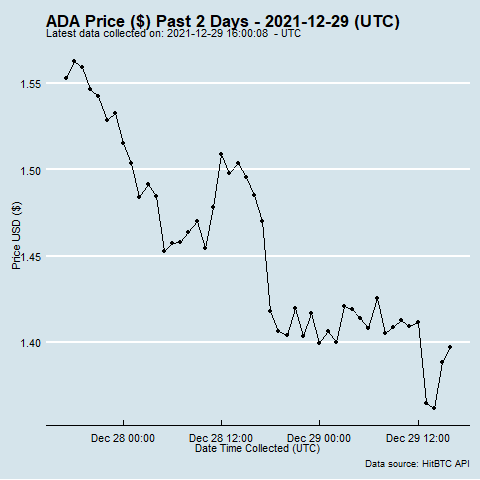 ADA Price ($) Past 2 Days - 2021-12-29 (UTC)
Latest data collected on: 2021-12-29 16:00:08 - UTC
1.55
1.50
1.45
1.40
Price USD ($)
Dec 28 00:00 Dec 28 12:00 Dec 29 00:00 Dec 29 12:00
Date Time Collected (UTC)
Data source: HitBTC API